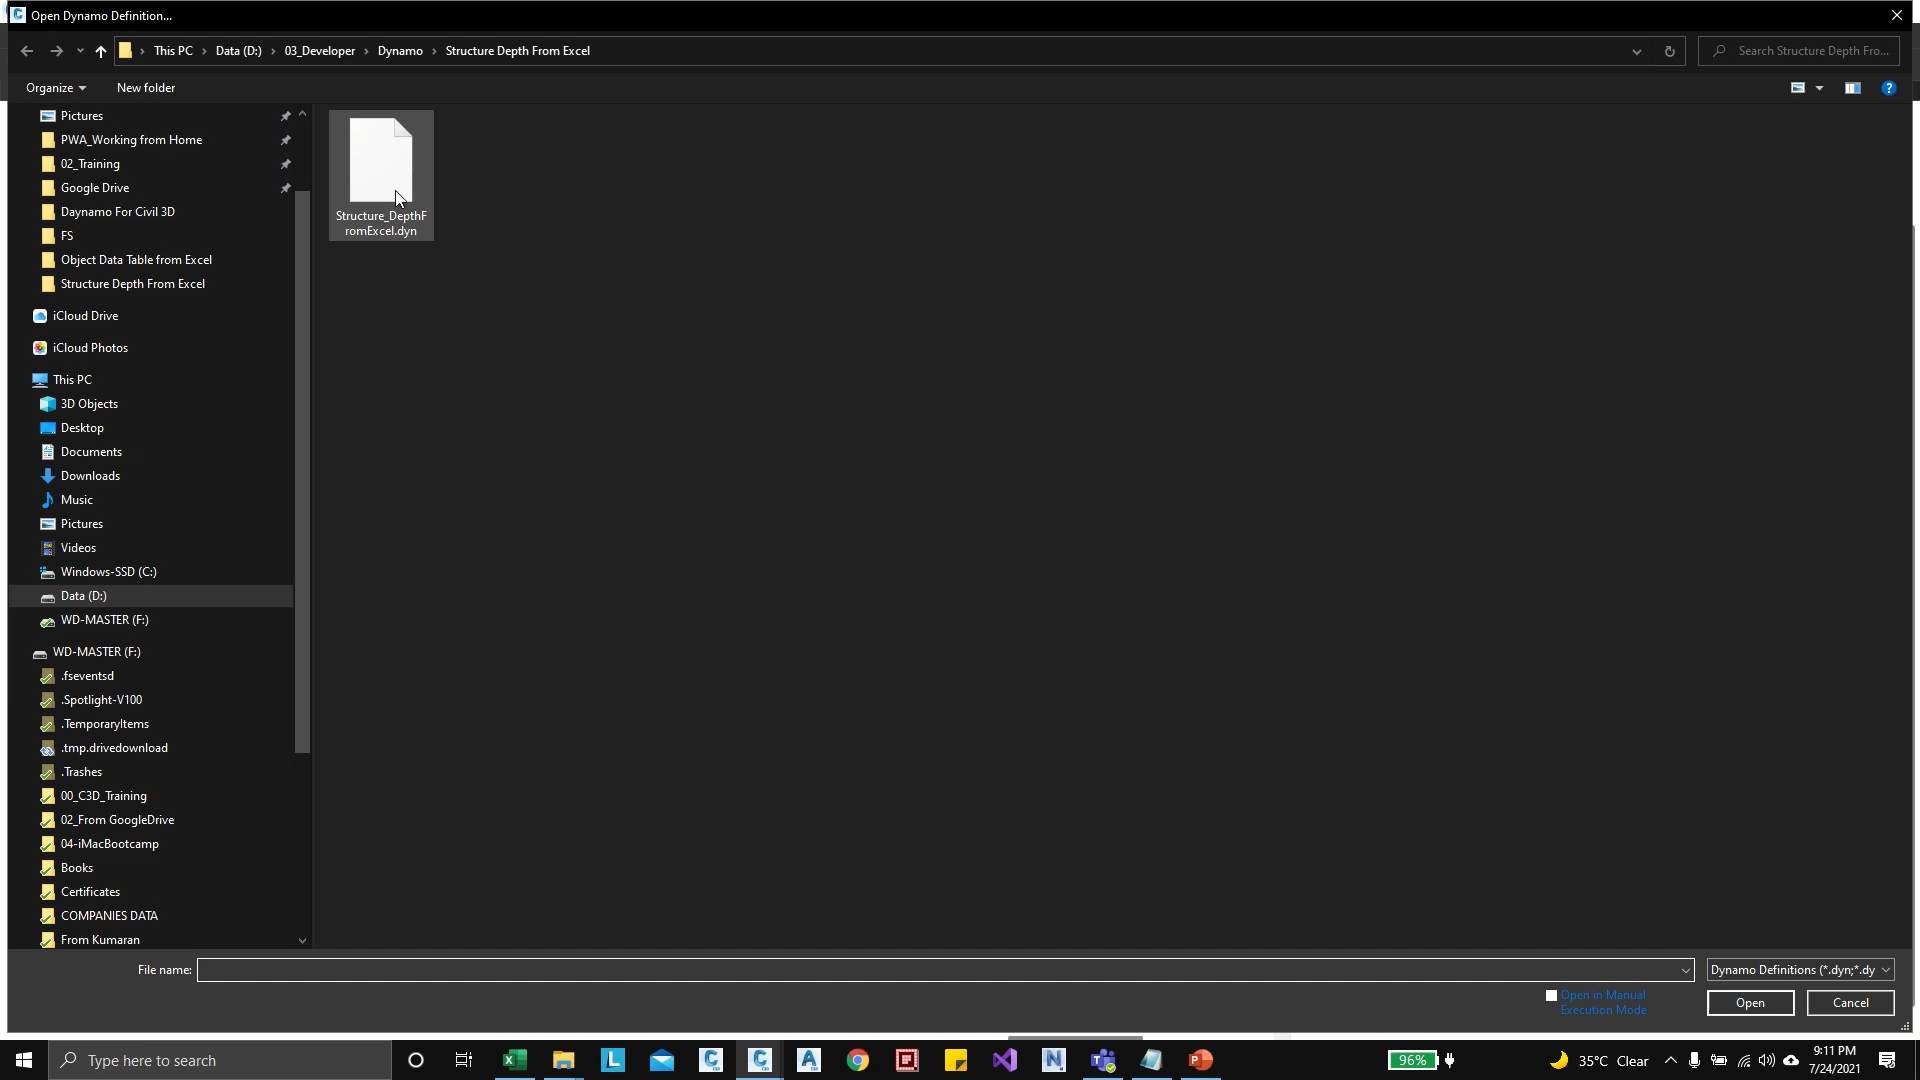 Open Dynamo Definition...
This PC > Data (D:) > 03_Developer > Dynamo > Structure Depth From Excel
Search Structure Depth Fro...
Organize
New folder
Pictures
PWA_Working from Home
02_Training
Google Drive
Daynamo For Civil 3D
FS
Object Data Table from Excel
Structure Depth From Excel
iCloud Drive
iCloud Photos
This PC
3D Objects
Desktop
Documents
Downloads
Music
Pictures
Videos
Windows-SSD (C:)
Data (D:)
WD-MASTER (F:)
WD-MASTER (F:)
.fseventsd
.Spotlight-V100
.TemporaryItems
.tmp.drivedownload
.Trashes
00_C3D_Training
02_From GoogleDrive
04-iMacBootcamp
Books
Certificates
COMPANIES DATA
From Kumaran
Structure_DepthF
romExcel.dyn
File name:
Dynamo Definitions (*.dyn;*.dy
Open in Manual
Execution Mode
Open
Cancel
Type here to search
96%
35°C Clear
9:11 PM
7/24/2021